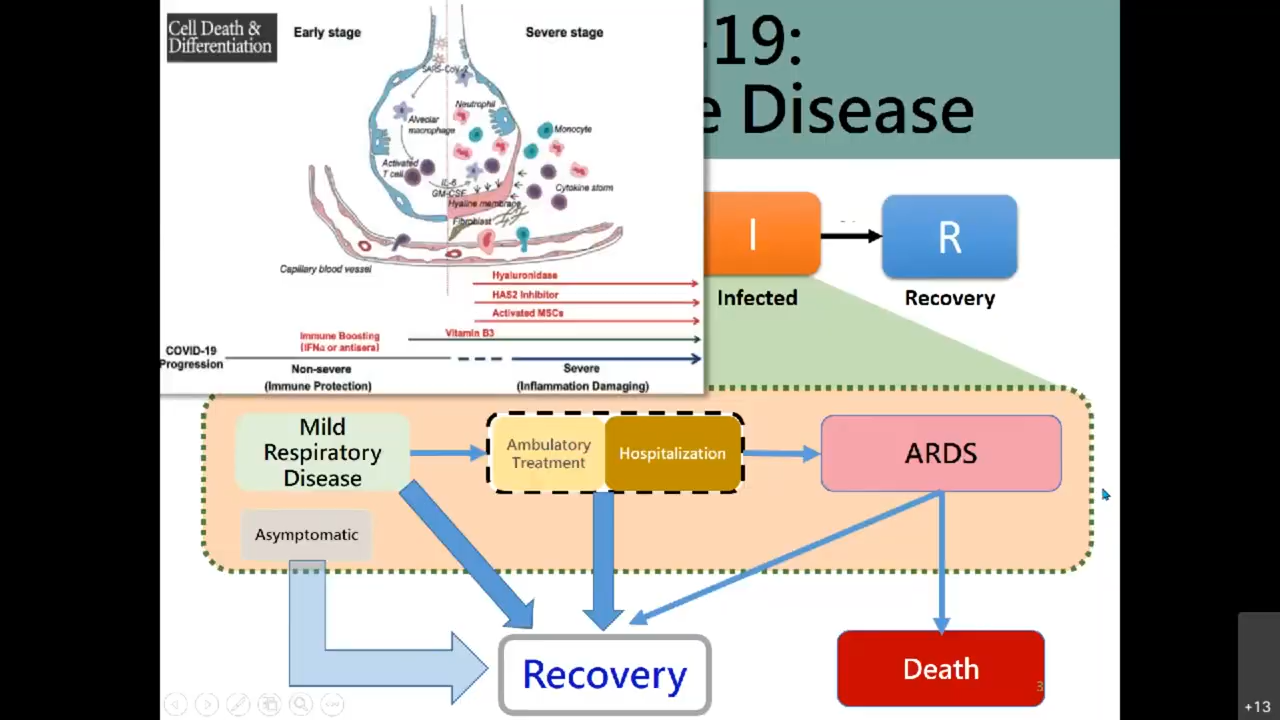 Cell Death &
Differentiation
Early stage
Severe stage
-19:
e Disease
SARS-CoV-2
Neutrophil
Alveolar
macrophage
Monocyte
Activated
T cell
IL-6
GM-CSF
Cytokine storm
Hyaline membrane
Fibroblast
Capillary blood vessel
Hyaluronidase
HAS2 Inhibitor
Activated MSCs
Immune Boosting
(IFNα or antisera)
Vitamin B3
COVID-19
Progression
Non-severe
(Immune Protection)
Severe
(Inflammation Damaging)
I
R
Infected
Recovery
Mild
Respiratory
Disease
Ambulatory
Treatment
Hospitalization
ARDS
Asymptomatic
Recovery
Death
3
+13